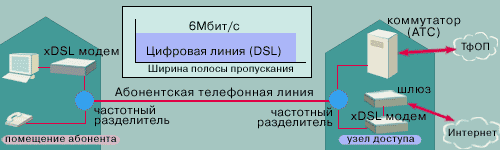 6Мбит/с
Цифровая линия (DSL)
Ширина полосы пропускания
xDSL модем
Абонентская телефонная линия
частотный
разделитель
помещение абонента
коммутатор
(АТС)
ТфОП
шлюз
xDSL модем
частотный
разделитель
Интернет
узел доступа